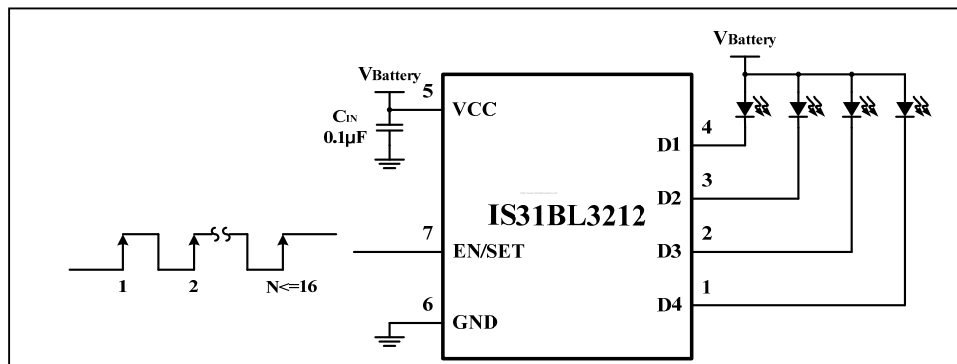 VBattery
VBattery
5
VCC
CIN
0.1µF
4
D1
3
D2
IS31BL3212
7
EN/SET
2
D3
1
2
N<=16
6
GND
1
D4